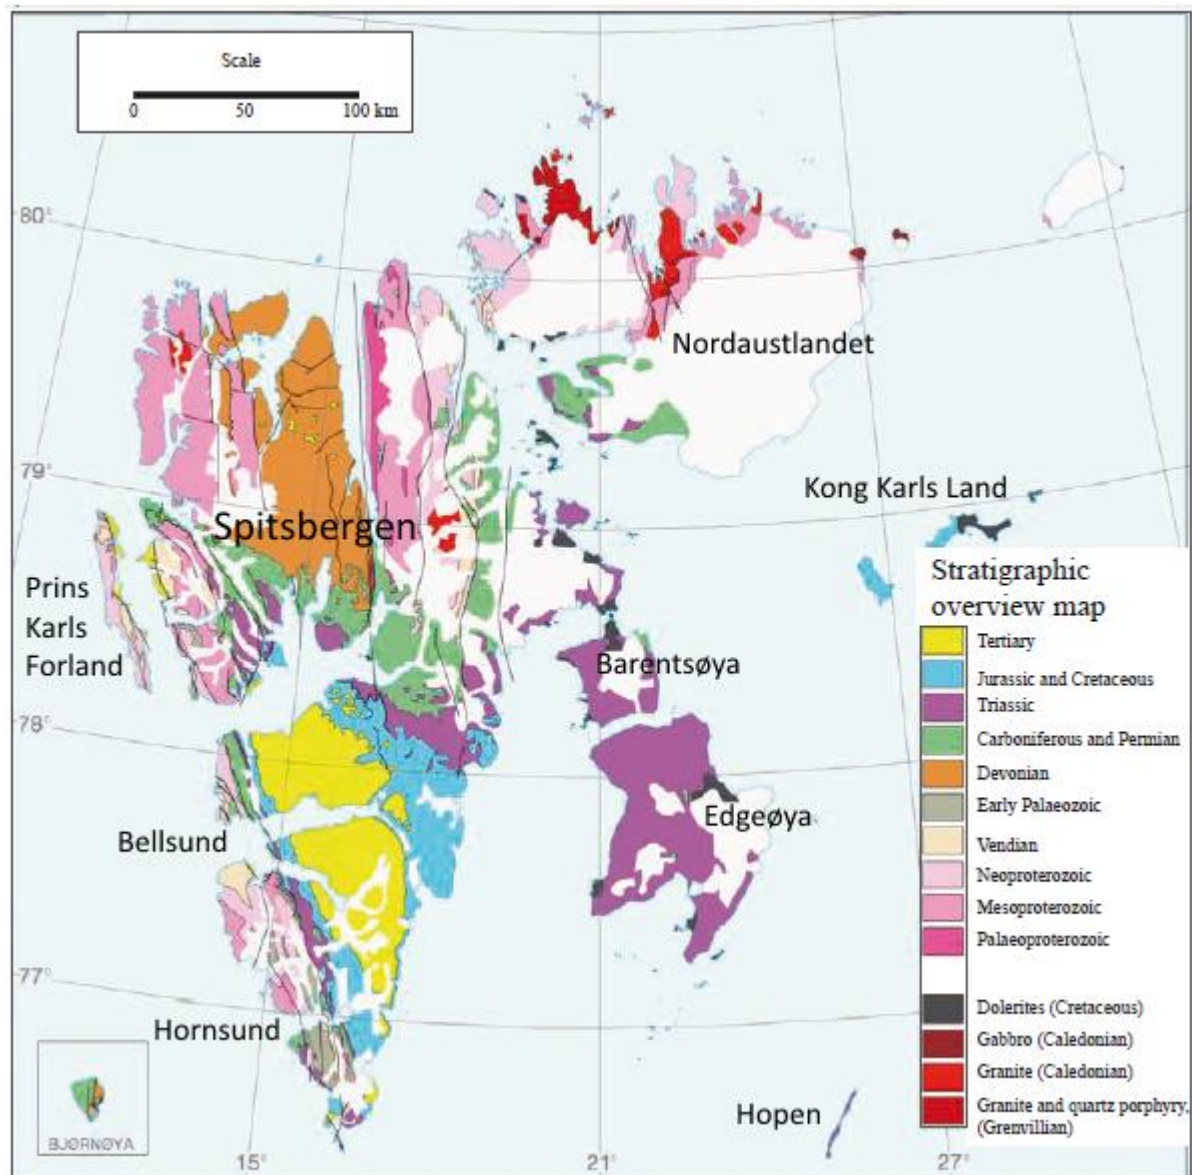 Scale
0 50 100 km
80°
Nordaustlandet
79°
Kong Karls Land
Spitsbergen
Prins
Karls
Forland
Barentsøya
78°
Edgeøya
Bellsund
77°
Hornsund
Hopen
BJØRNØYA
15°
21°
27°
Stratigraphic
overview map
Tertiary
Jurassic and Cretaceous
Triassic
Carboniferous and Permian
Devonian
Early Palaeozoic
Vendian
Neoproterozoic
Mesoproterozoic
Palaeoproterozoic
Dolerites (Cretaceous)
Gabbro (Caledonian)
Granite (Caledonian)
Granite and quartz porphyry,
(Grenvillian)